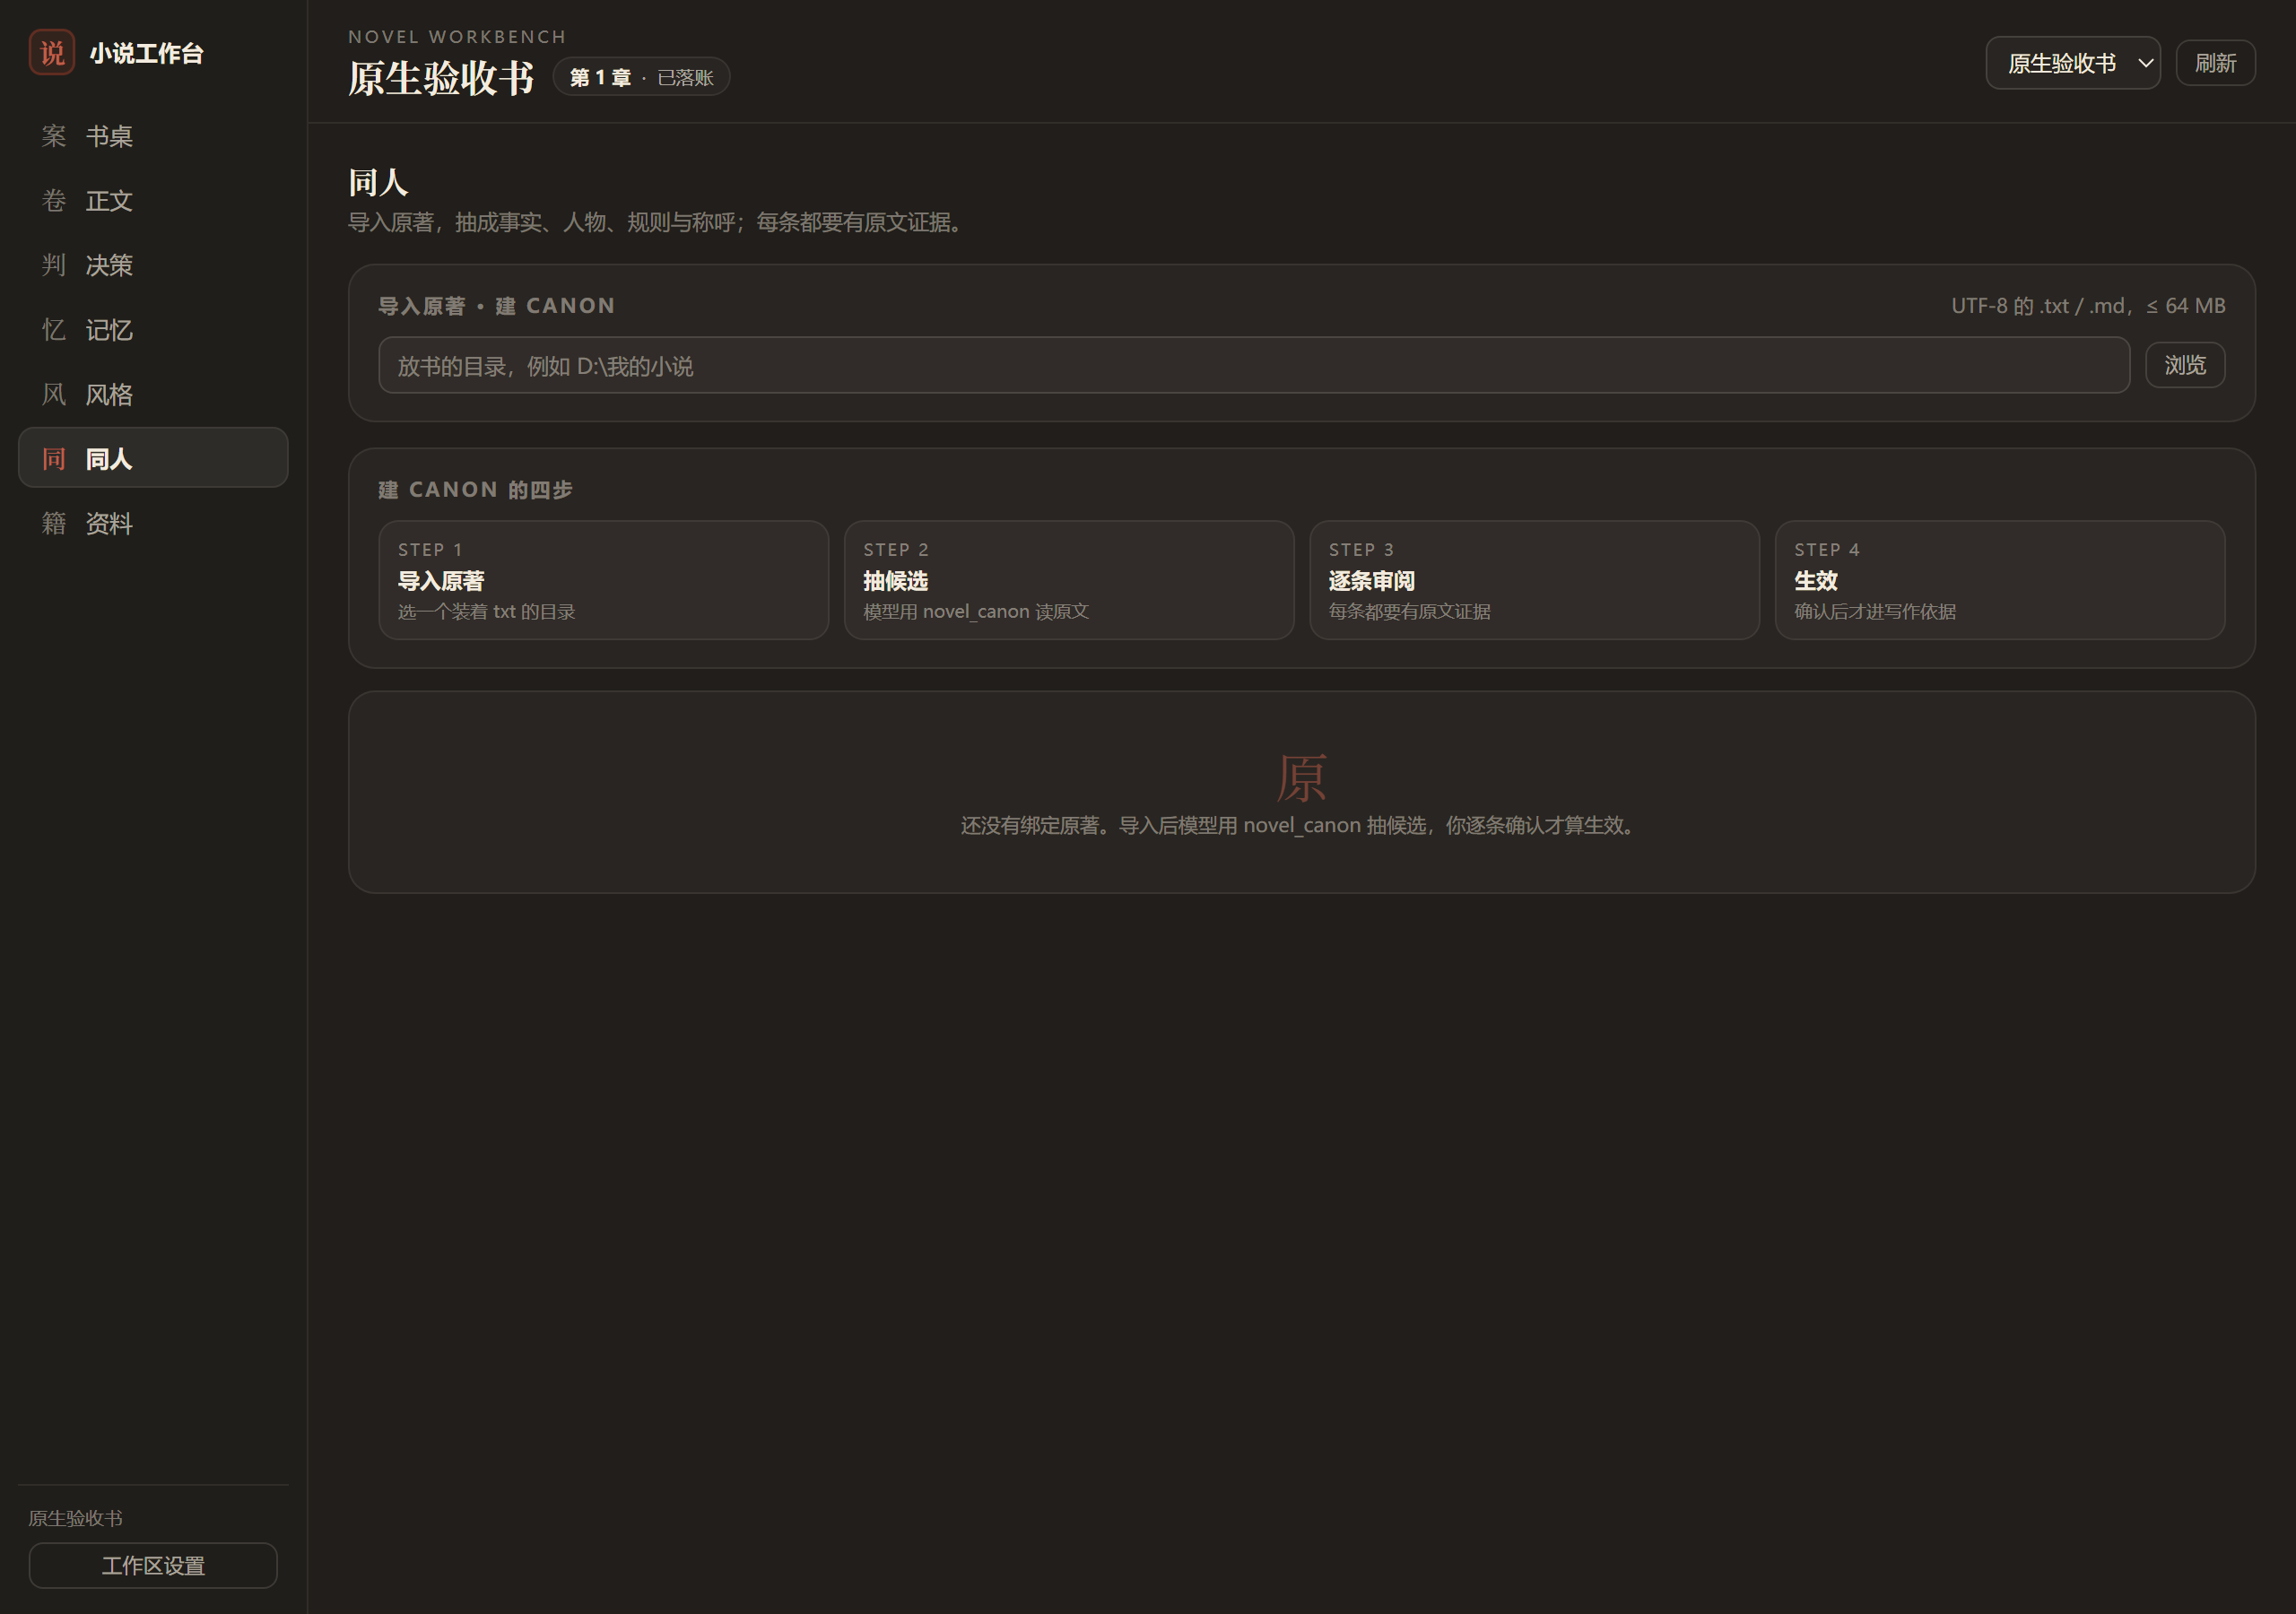 说 小说工作台
案 书桌
卷 正文
判 决策
忆 记忆
风 风格
同 同人
籍 资料
原生验收书
工作区设置
NOVEL WORKBENCH
原生验收书 第 1 章 · 已落账
原生验收书 刷新
同人
导入原著，抽成事实、人物、规则与称呼；每条都要有原文证据。
导入原著 · 建 CANON UTF-8 的 .txt / .md，≤ 64 MB
放书的目录，例如 D:\我的小说 浏览
建 CANON 的四步
STEP 1
导入原著
选一个装着 txt 的目录
STEP 2
抽候选
模型用 novel_canon 读原文
STEP 3
逐条审阅
每条都要有原文证据
STEP 4
生效
确认后才进写作依据
原
还没有绑定原著。导入后模型用 novel_canon 抽候选，你逐条确认才算生效。